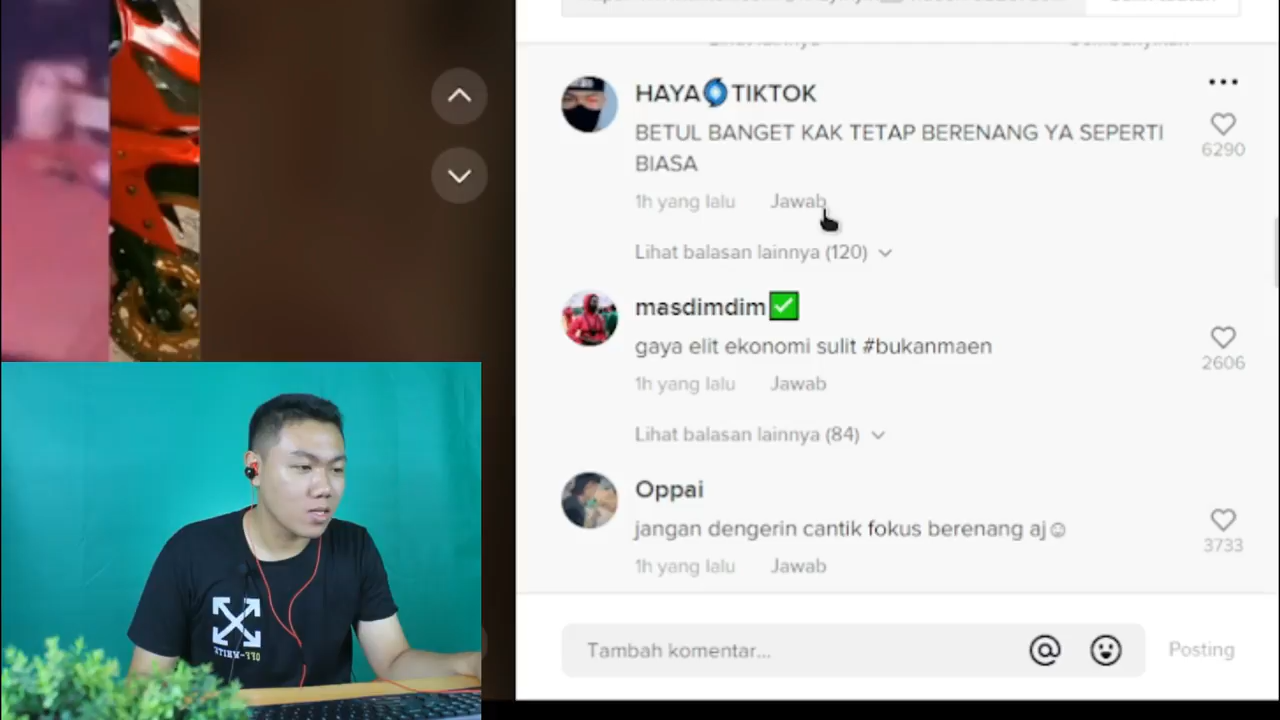 HAYA🌀TIKTOK
BETUL BANGET KAK TETAP BERENANG YA SEPERTI
BIASA
6290
1h yang lalu Jawab
Lihat balasan lainnya (120)
masdimdim✅
gaya elit ekonomi sulit #bukanmaen
2606
1h yang lalu Jawab
Lihat balasan lainnya (84)
Oppai
jangan dengerin cantik fokus berenang aj☺
3733
1h yang lalu Jawab
Tambah komentar... Posting
OFF-WHITE